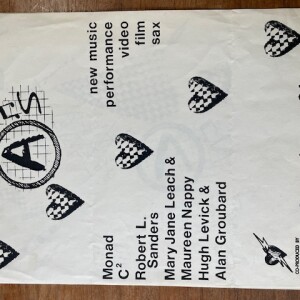 A
new music
performance
video
film
sax
Monad
C²
Robert L.
Sanders
Mary Jane Leach &
Maureen Nappy
Hugh Levick &
Alan Groubard
CO-PRODUCED BY